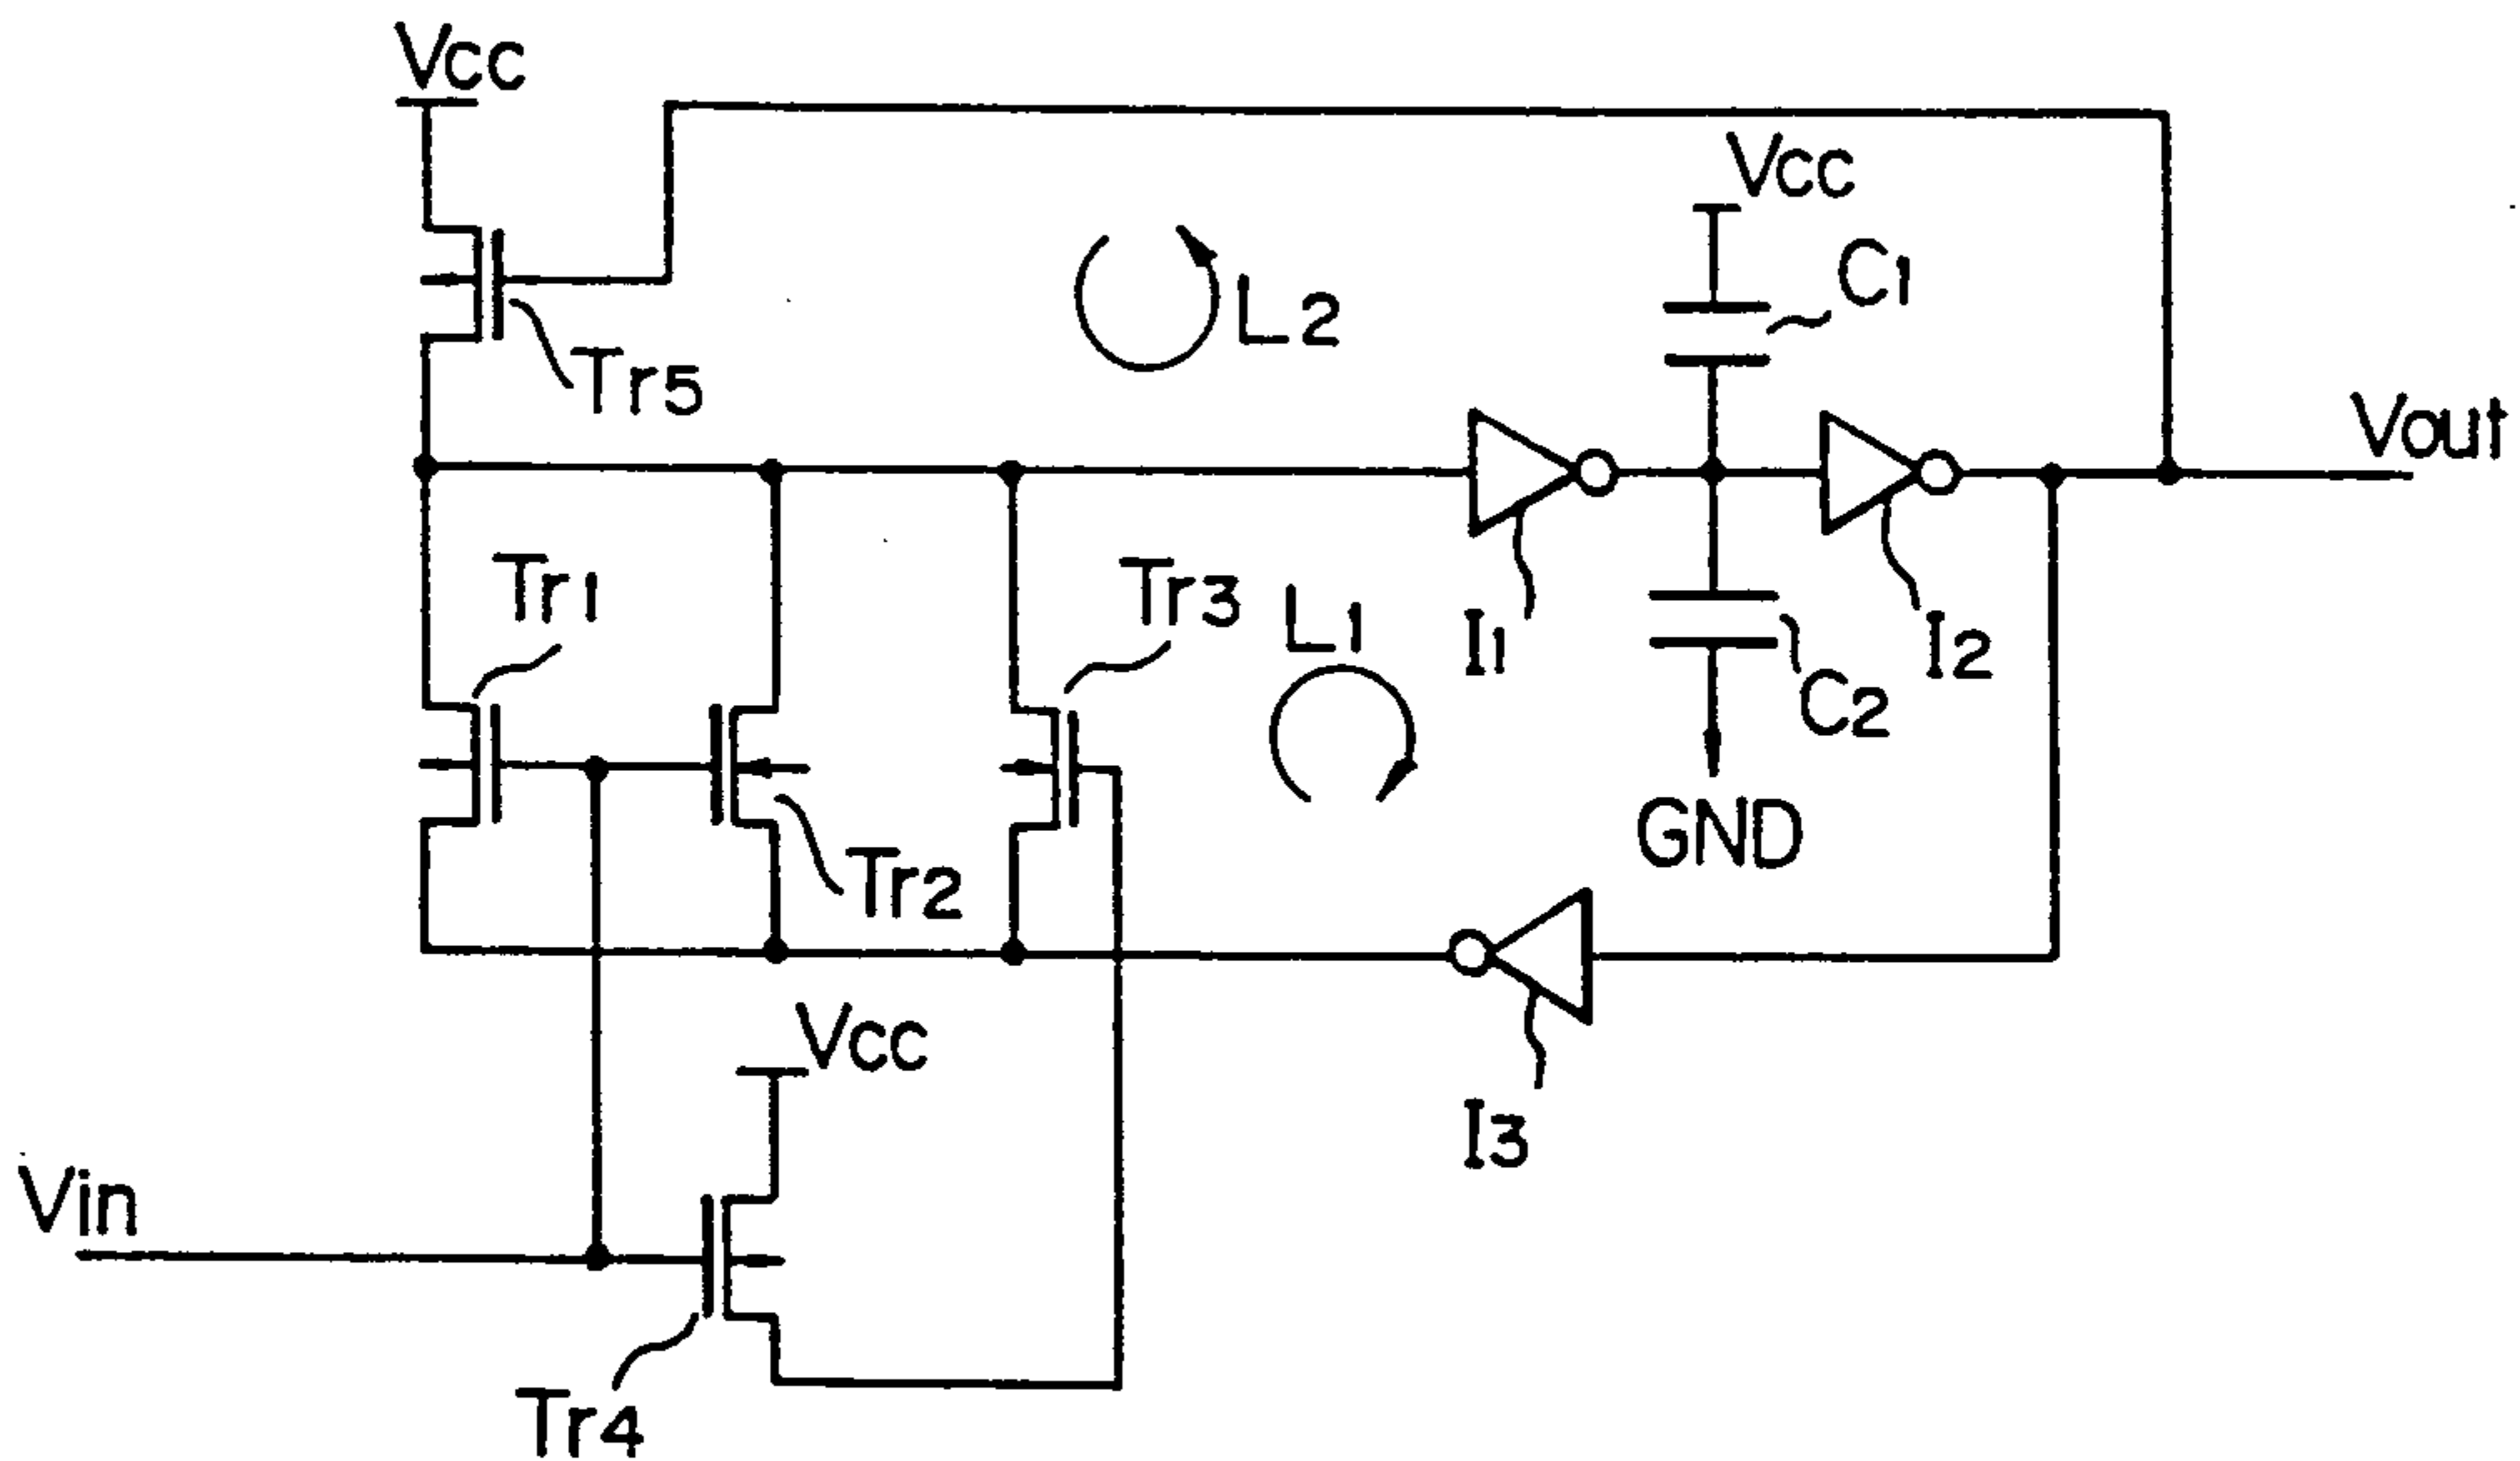 Vcc
Vcc
C1
L2
Tr5
Vout
Tr1
Tr3
L1
I1
I2
C2
GND
Tr2
Vcc
I3
Vin
Tr4